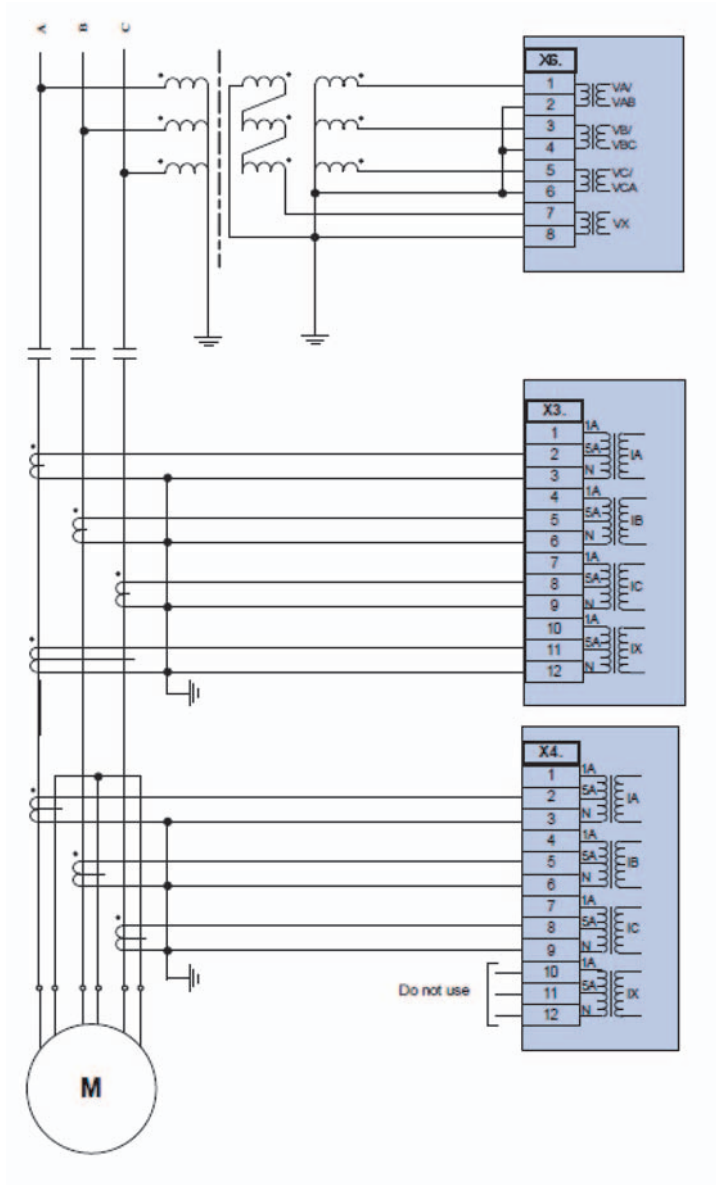 A B C
X6.
1
VA/
2
VAB
3
VB/
4
VBC
5
VC/
6
VCA
7
VX
8
X3.
1 1A
2 5A IA
3 N
4 1A
5 5A IB
6 N
7 1A
8 5A IC
9 N
10 1A
11 5A IX
12 N
X4.
1 1A
2 5A IA
3 N
4 1A
5 5A IB
6 N
7 1A
8 5A IC
9 N
10 1A
Do not use 11 5A IX
12 N
M